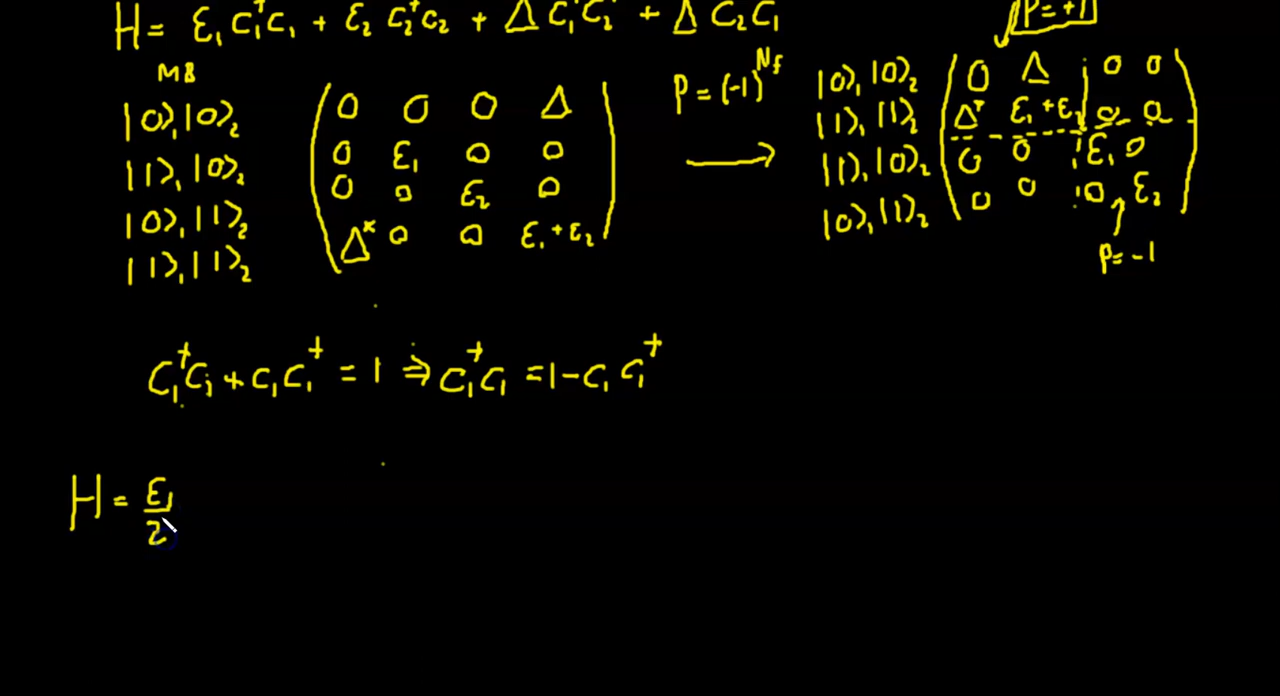 H = ε₁ C₁†C₁ + ε₂ C₂†C₂ + Δ C₁†C₂† + Δ C₂C₁
P=+1
MB
|0⟩₁|0⟩₂
|1⟩₁|0⟩₂
|0⟩₁|1⟩₂
|1⟩₁|1⟩₂
0 0 0 Δ
0 ε₁ 0 0
0 0 ε₂ 0
Δ* 0 0 ε₁+ε₂
P = (-1)^Nf
→
|0⟩₁|0⟩₂
|1⟩₁|1⟩₂
|1⟩₁|0⟩₂
|0⟩₁|1⟩₂
0 Δ 0 0
Δ* ε₁+ε₂ 0 0
0 0 ε₁ 0
0 0 0 ε₂
P=-1
C₁†C₁ + C₁C₁† = 1 ⇒ C₁†C₁ = 1 - C₁C₁†
H = ε₁/2